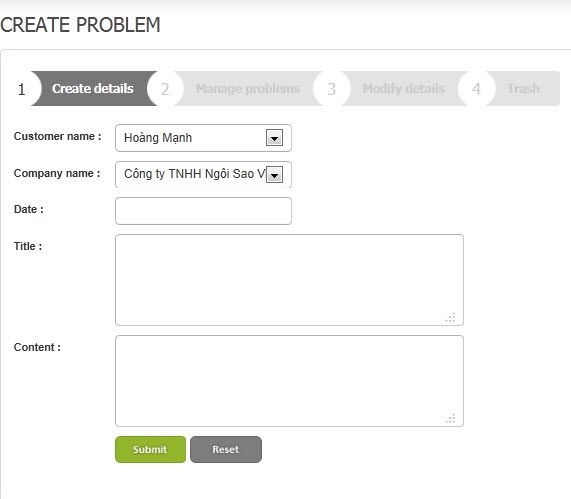 CREATE PROBLEM
1 Create details 2 Manage problems 3 Modify details 4 Trash
Customer name : Hoàng Mạnh
Company name : Công ty TNHH Ngôi Sao V
Date :
Title :
Content :
Submit Reset